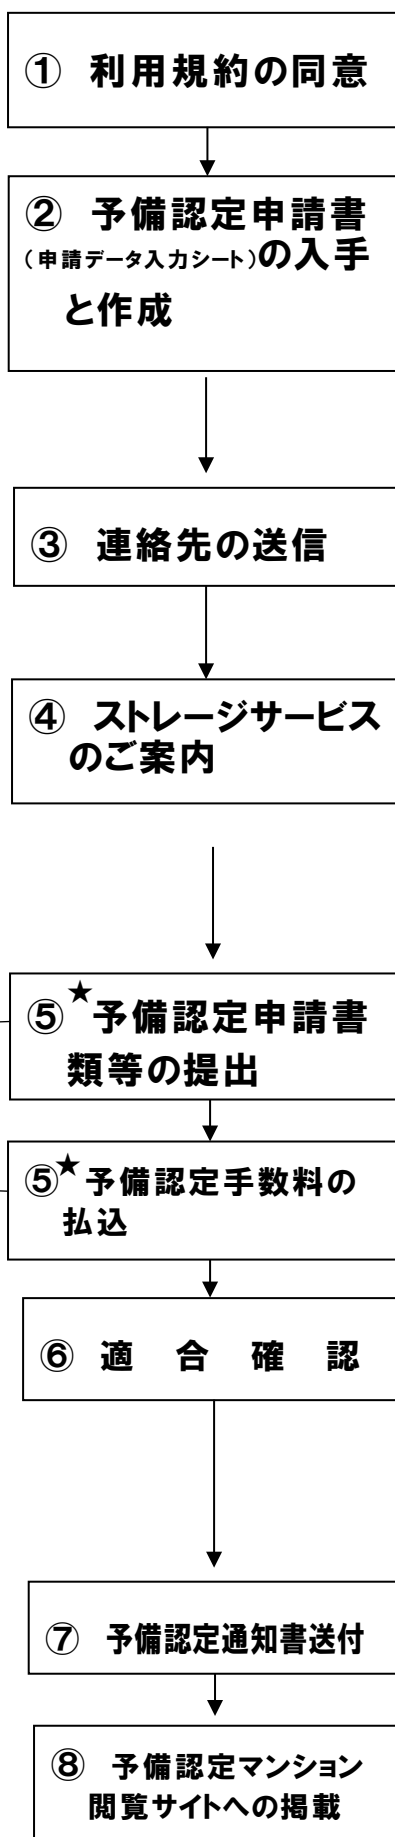 ① 利用規約の同意
② 予備認定申請書
（申請データ入力シート）の入手
と作成
③ 連絡先の送信
④ ストレージサービス
のご案内
⑤★予備認定申請書
類等の提出
⑤★予備認定手数料の
払込
⑥ 適 合 確 認
⑦ 予備認定通知書送付
⑧ 予備認定マンション
閲覧サイトへの掲載